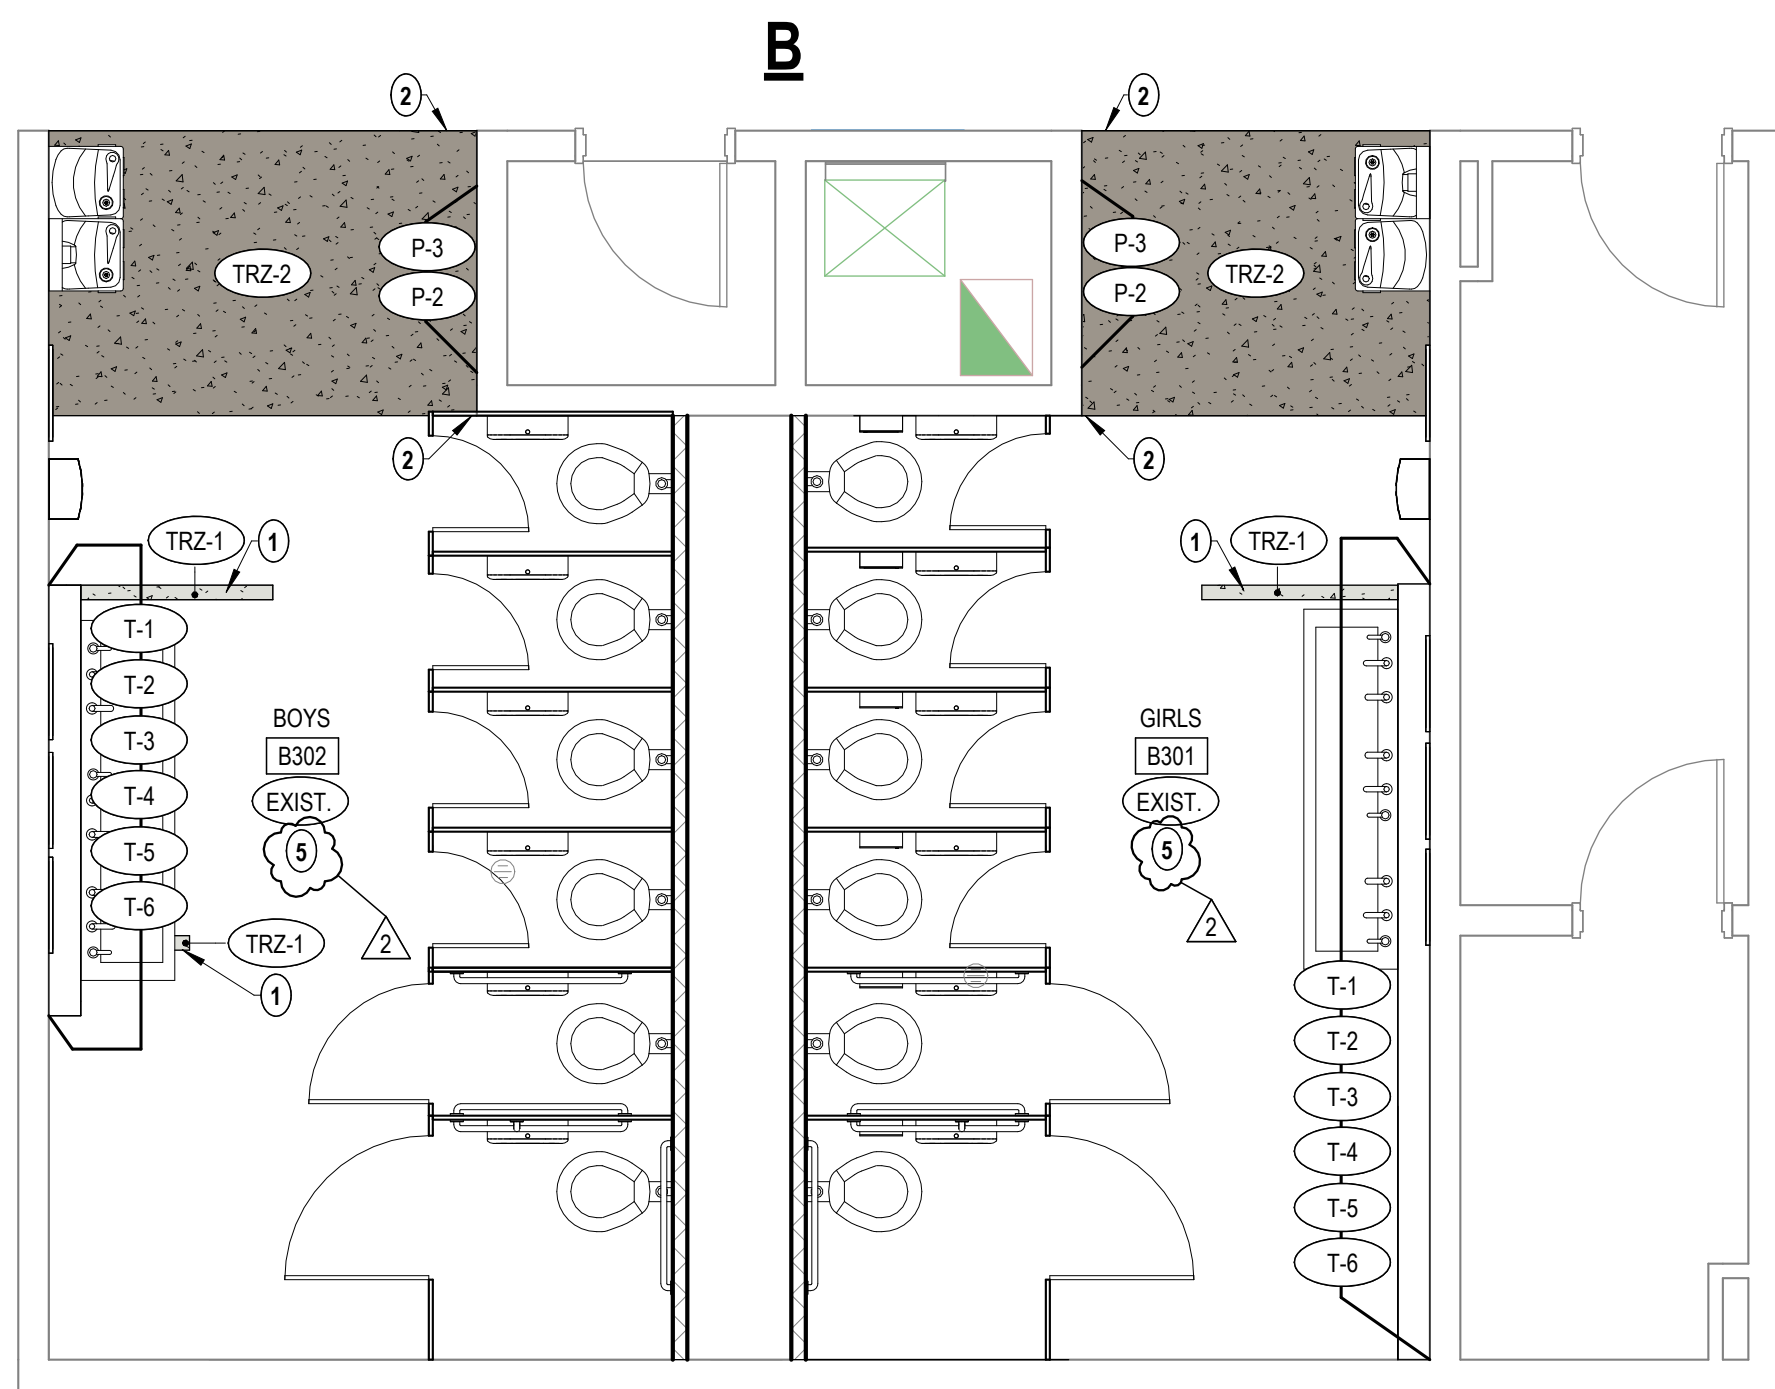 B
2
2
P-3
P-3
TRZ-2
P-2
TRZ-2
P-2
2
2
TRZ-1
1
1
TRZ-1
T-1
T-2
T-3
T-4
T-5
T-6
BOYS
B302
EXIST.
5
2
TRZ-1
1
GIRLS
B301
EXIST.
5
2
T-1
T-2
T-3
T-4
T-5
T-6